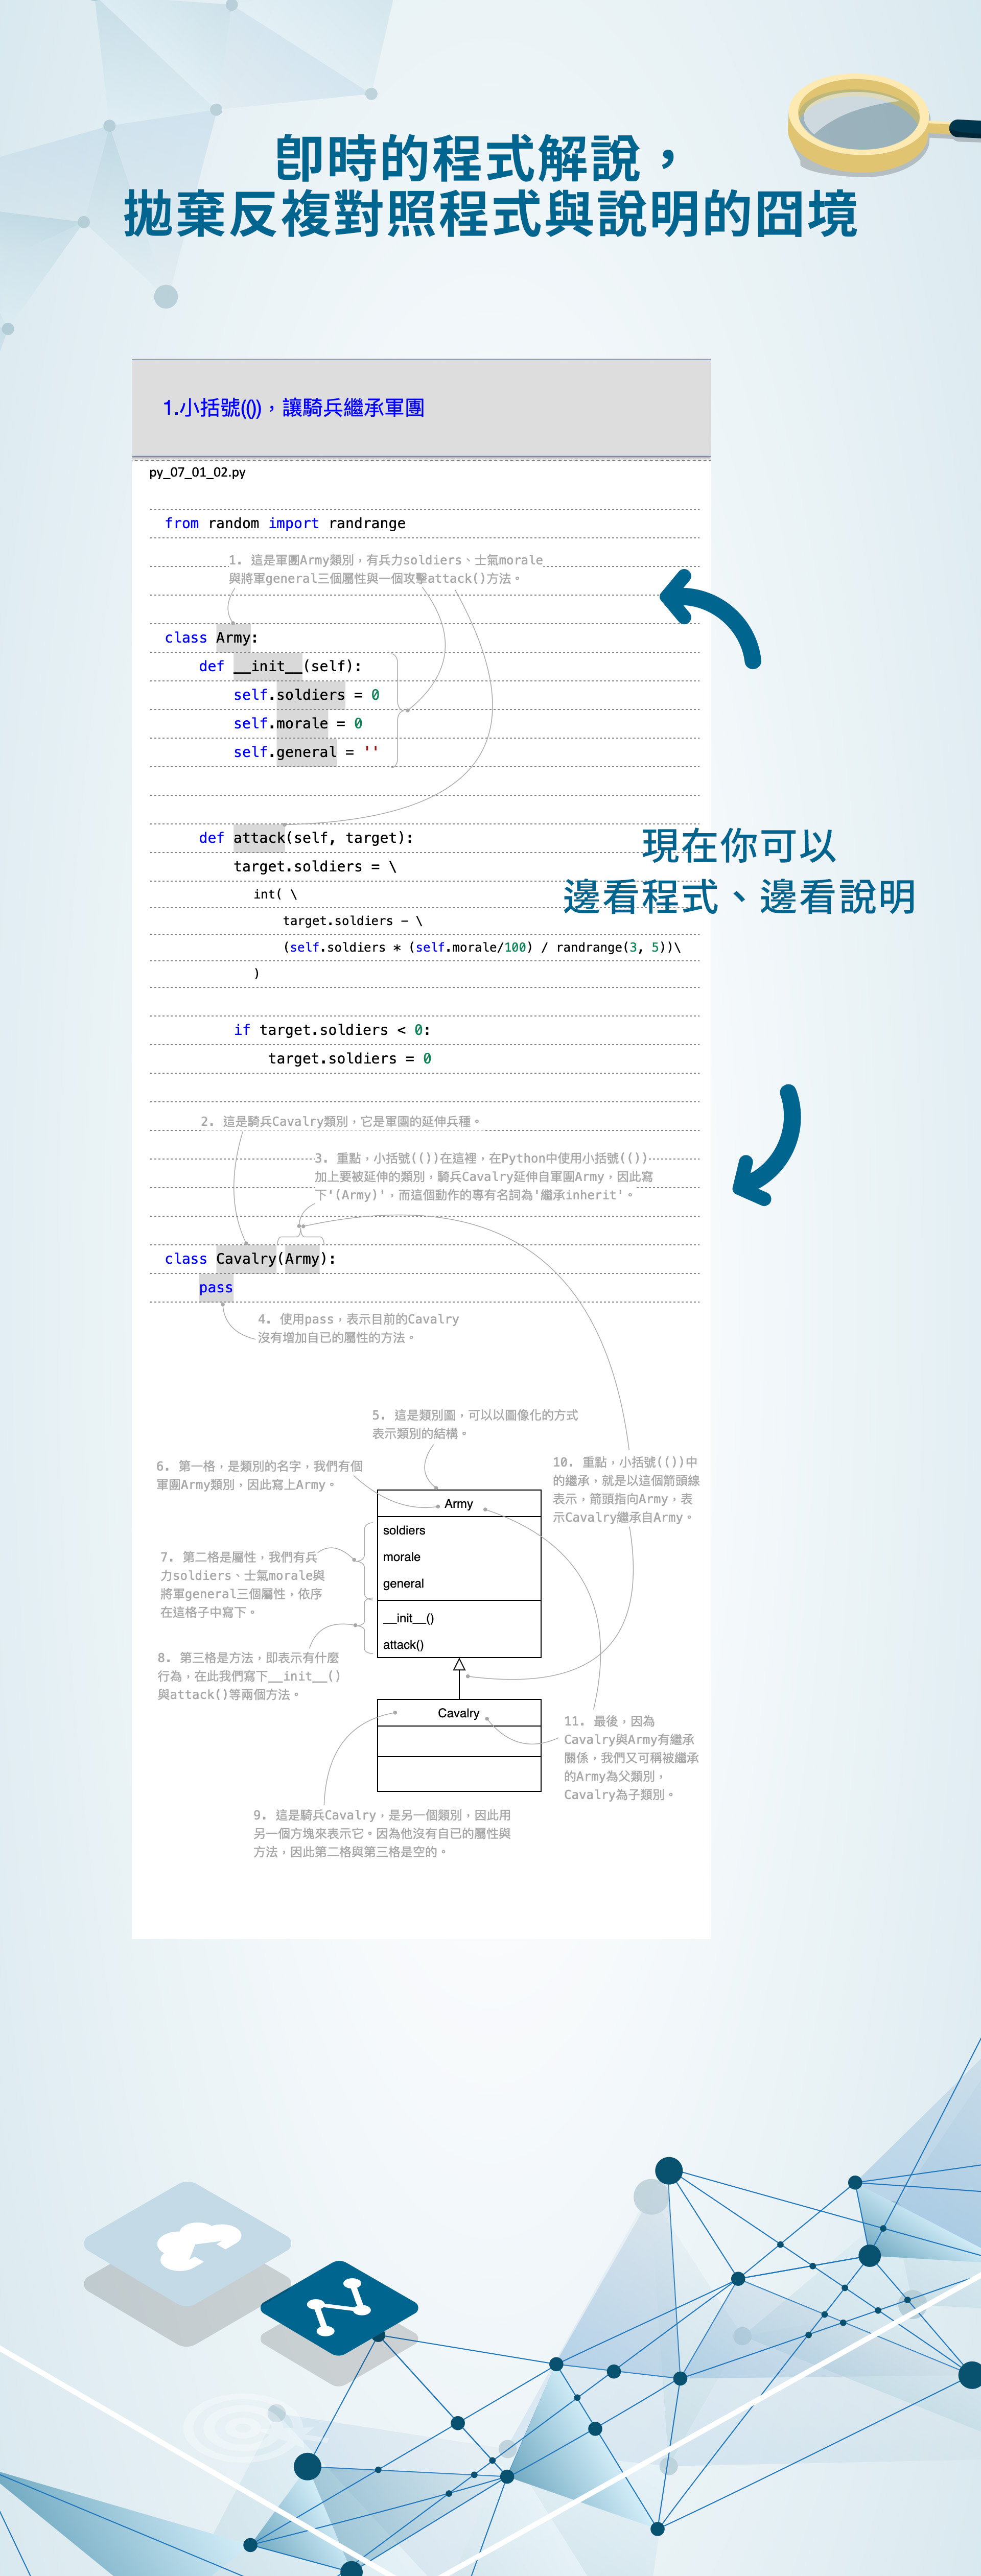 即時的程式解說，
拋棄反複對照程式與說明的囧境
1.小括號(())，讓騎兵繼承軍團
py_07_01_02.py
from random import randrange
1. 這是軍團Army類別，有兵力soldiers、士氣morale
與將軍general三個屬性與一個攻擊attack()方法。
class Army:
def __init__(self):
self.soldiers = 0
self.morale = 0
self.general = ''
def attack(self, target):
target.soldiers = \
int( \
target.soldiers - \
(self.soldiers * (self.morale/100) / randrange(3, 5))\
)
現在你可以
邊看程式、邊看說明
if target.soldiers < 0:
target.soldiers = 0
2. 這是騎兵Cavalry類別，它是軍團的延伸兵種。
3. 重點，小括號(())在這裡，在Python中使用小括號(())
加上要被延伸的類別，騎兵Cavalry延伸自軍團Army，因此寫
下'(Army)'，而這個動作的專有名詞為'繼承inherit'。
class Cavalry(Army):
pass
4. 使用pass，表示目前的Cavalry
沒有增加自已的屬性的方法。
5. 這是類別圖，可以以圖像化的方式
表示類別的結構。
6. 第一格，是類別的名字，我們有個
軍團Army類別，因此寫上Army。
10. 重點，小括號(())中
的繼承，就是以這個箭頭線
表示，箭頭指向Army，表
示Cavalry繼承自Army。
Army
soldiers
morale
general
__init__()
attack()
7. 第二格是屬性，我們有兵
力soldiers、士氣morale與
將軍general三個屬性，依序
在這格子中寫下。
8. 第三格是方法，即表示有什麼
行為，在此我們寫下__init__()
與attack()等兩個方法。
Cavalry
11. 最後，因為
Cavalry與Army有繼承
關係，我們又可稱被繼承
的Army為父類別，
Cavalry為子類別。
9. 這是騎兵Cavalry，是另一個類別，因此用
另一個方塊來表示它。因為他沒有自已的屬性與
方法，因此第二格與第三格是空的。